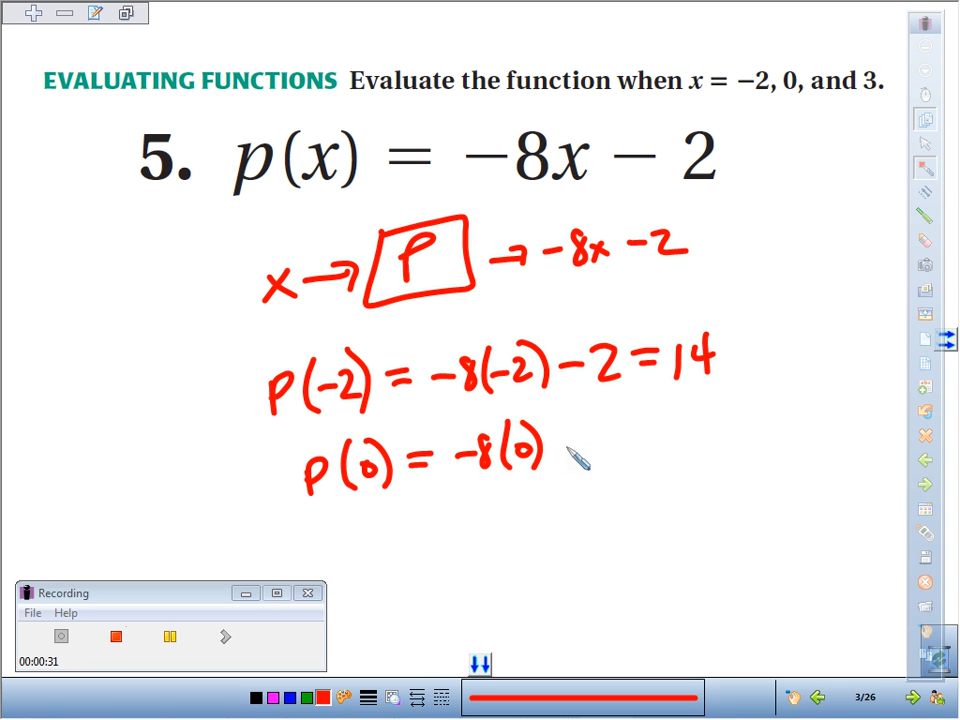 EVALUATING FUNCTIONS Evaluate the function when x = −2, 0, and 3.
5. p(x) = −8x − 2
x → P → -8x -2
p(-2) = -8(-2) - 2 = 14
p(0) = -8(0)
Recording
File Help
00:00:31
3/26